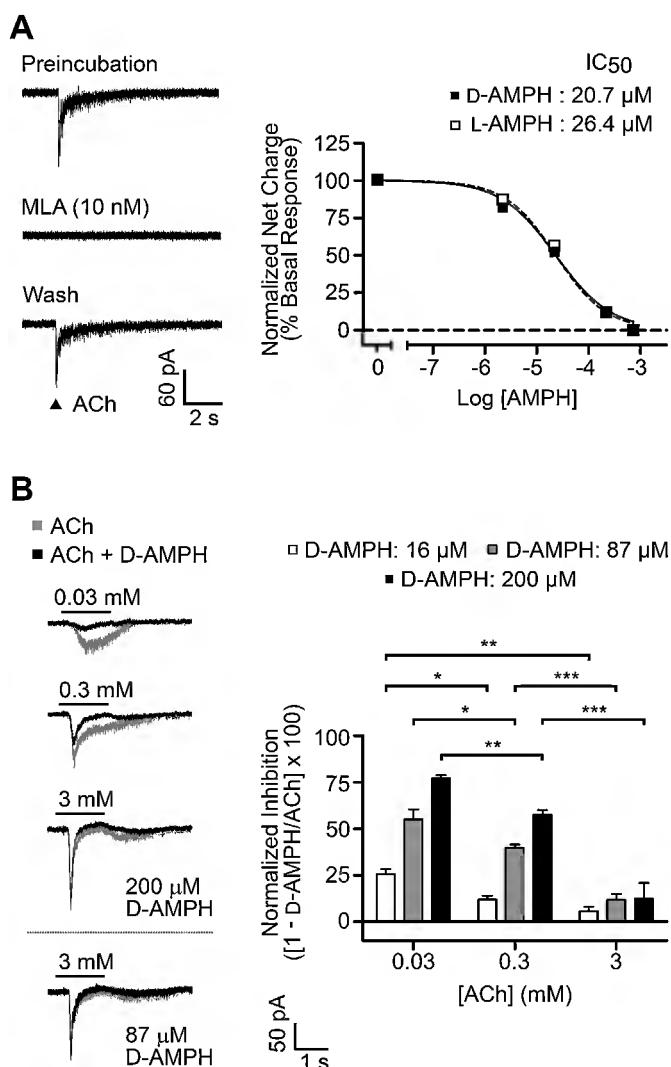 A
Preincubation
MLA (10 nM)
Wash
▲ ACh
60 pA
2 s
IC50
■ D-AMPH : 20.7 µM
□ L-AMPH : 26.4 µM
Normalized Net Charge
(% Basal Response)
125
100
75
50
25
0
0 -7 -6 -5 -4 -3 -2
Log [AMPH]
B
ACh
ACh + D-AMPH
0.03 mM
0.3 mM
3 mM
200 µM
D-AMPH
3 mM
87 µM
D-AMPH
50 pA
1 s
D-AMPH: 16 µM D-AMPH: 87 µM
D-AMPH: 200 µM
**
* ***
* ***
**
Normalized Inhibition
([1 - D-AMPH/ACh] x 100)
100
75
50
25
0
0.03 0.3 3
[ACh] (mM)